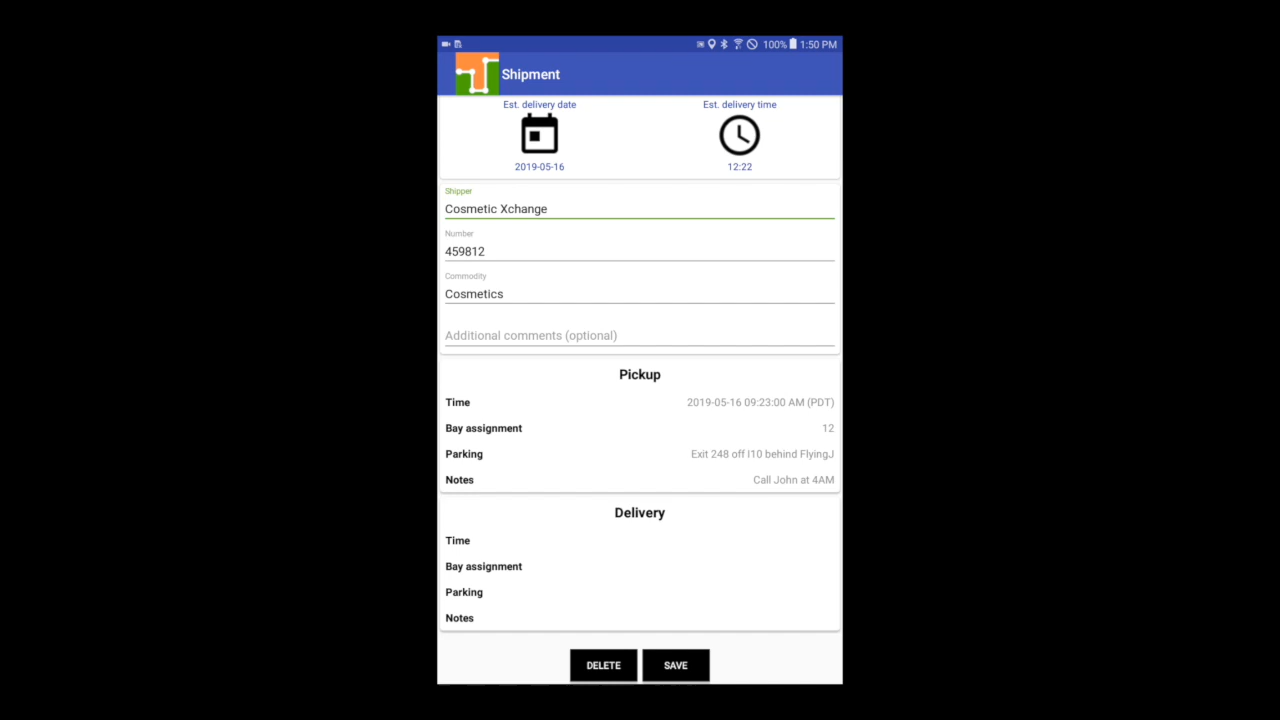 100% 1:50 PM
Shipment
Est. delivery date Est. delivery time
2019-05-16 12:22
Shipper
Cosmetic Xchange
Number
459812
Commodity
Cosmetics
Additional comments (optional)
Pickup
Time 2019-05-16 09:23:00 AM (PDT)
Bay assignment 12
Parking Exit 248 off I10 behind FlyingJ
Notes Call John at 4AM
Delivery
Time
Bay assignment
Parking
Notes
DELETE SAVE